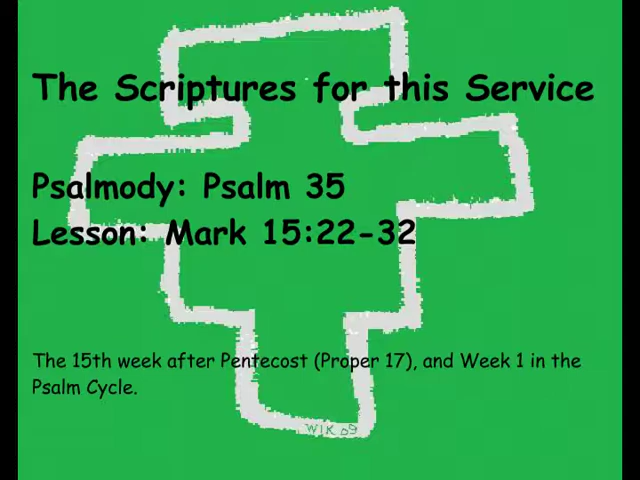 The Scriptures for this Service
Psalmody: Psalm 35
Lesson: Mark 15:22-32
The 15th week after Pentecost (Proper 17), and Week 1 in the
Psalm Cycle.
WIK 09